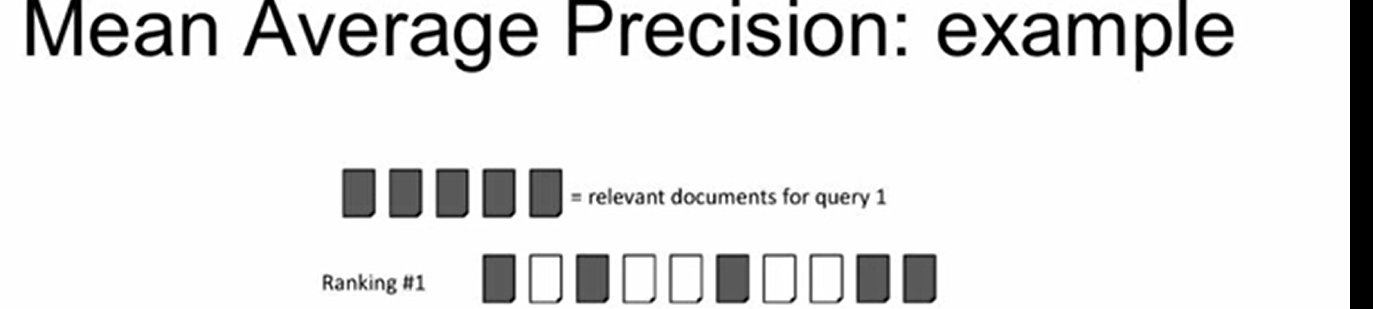 Mean Average Precision: example
= relevant documents for query 1
Ranking #1